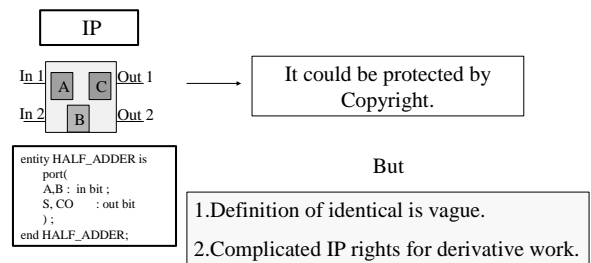 IP
In 1 A C Out 1
In 2 B Out 2
It could be protected by
Copyright.
entity HALF_ADDER is
port(
A,B : in bit ;
S, CO : out bit
) ;
end HALF_ADDER;
But
1.Definition of identical is vague.
2.Complicated IP rights for derivative work.